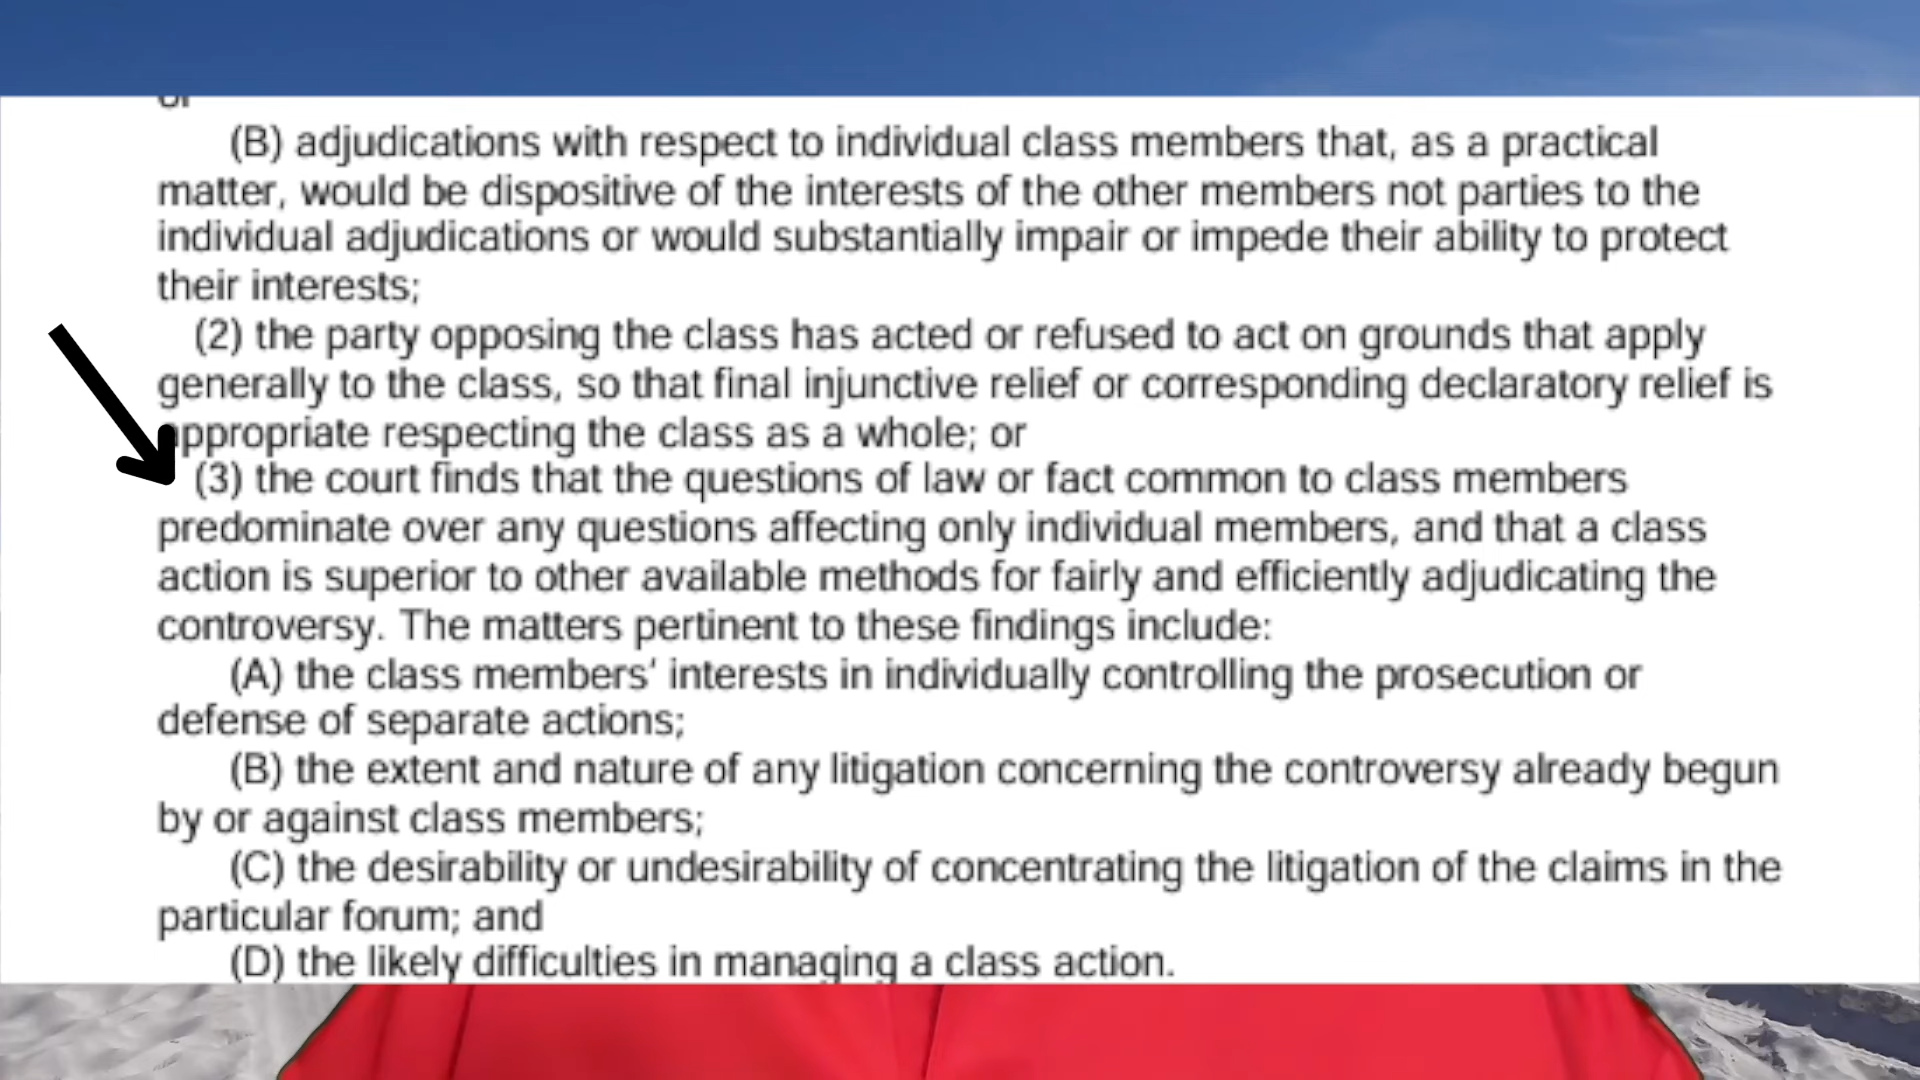 or
(B) adjudications with respect to individual class members that, as a practical
matter, would be dispositive of the interests of the other members not parties to the
individual adjudications or would substantially impair or impede their ability to protect
their interests;
(2) the party opposing the class has acted or refused to act on grounds that apply
generally to the class, so that final injunctive relief or corresponding declaratory relief is
appropriate respecting the class as a whole; or
(3) the court finds that the questions of law or fact common to class members
predominate over any questions affecting only individual members, and that a class
action is superior to other available methods for fairly and efficiently adjudicating the
controversy. The matters pertinent to these findings include:
(A) the class members' interests in individually controlling the prosecution or
defense of separate actions;
(B) the extent and nature of any litigation concerning the controversy already begun
by or against class members;
(C) the desirability or undesirability of concentrating the litigation of the claims in the
particular forum; and
(D) the likely difficulties in managing a class action.